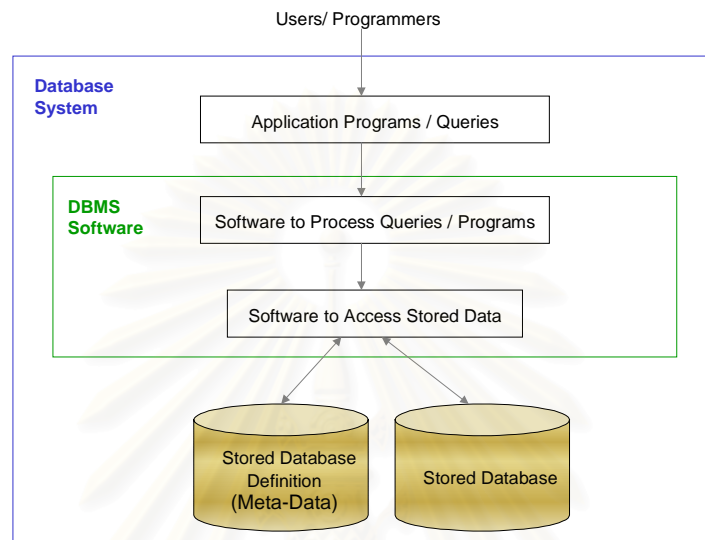 Users/ Programmers
Database
System
Application Programs / Queries
DBMS
Software
Software to Process Queries / Programs
Software to Access Stored Data
Stored Database
Definition
(Meta-Data)
Stored Database